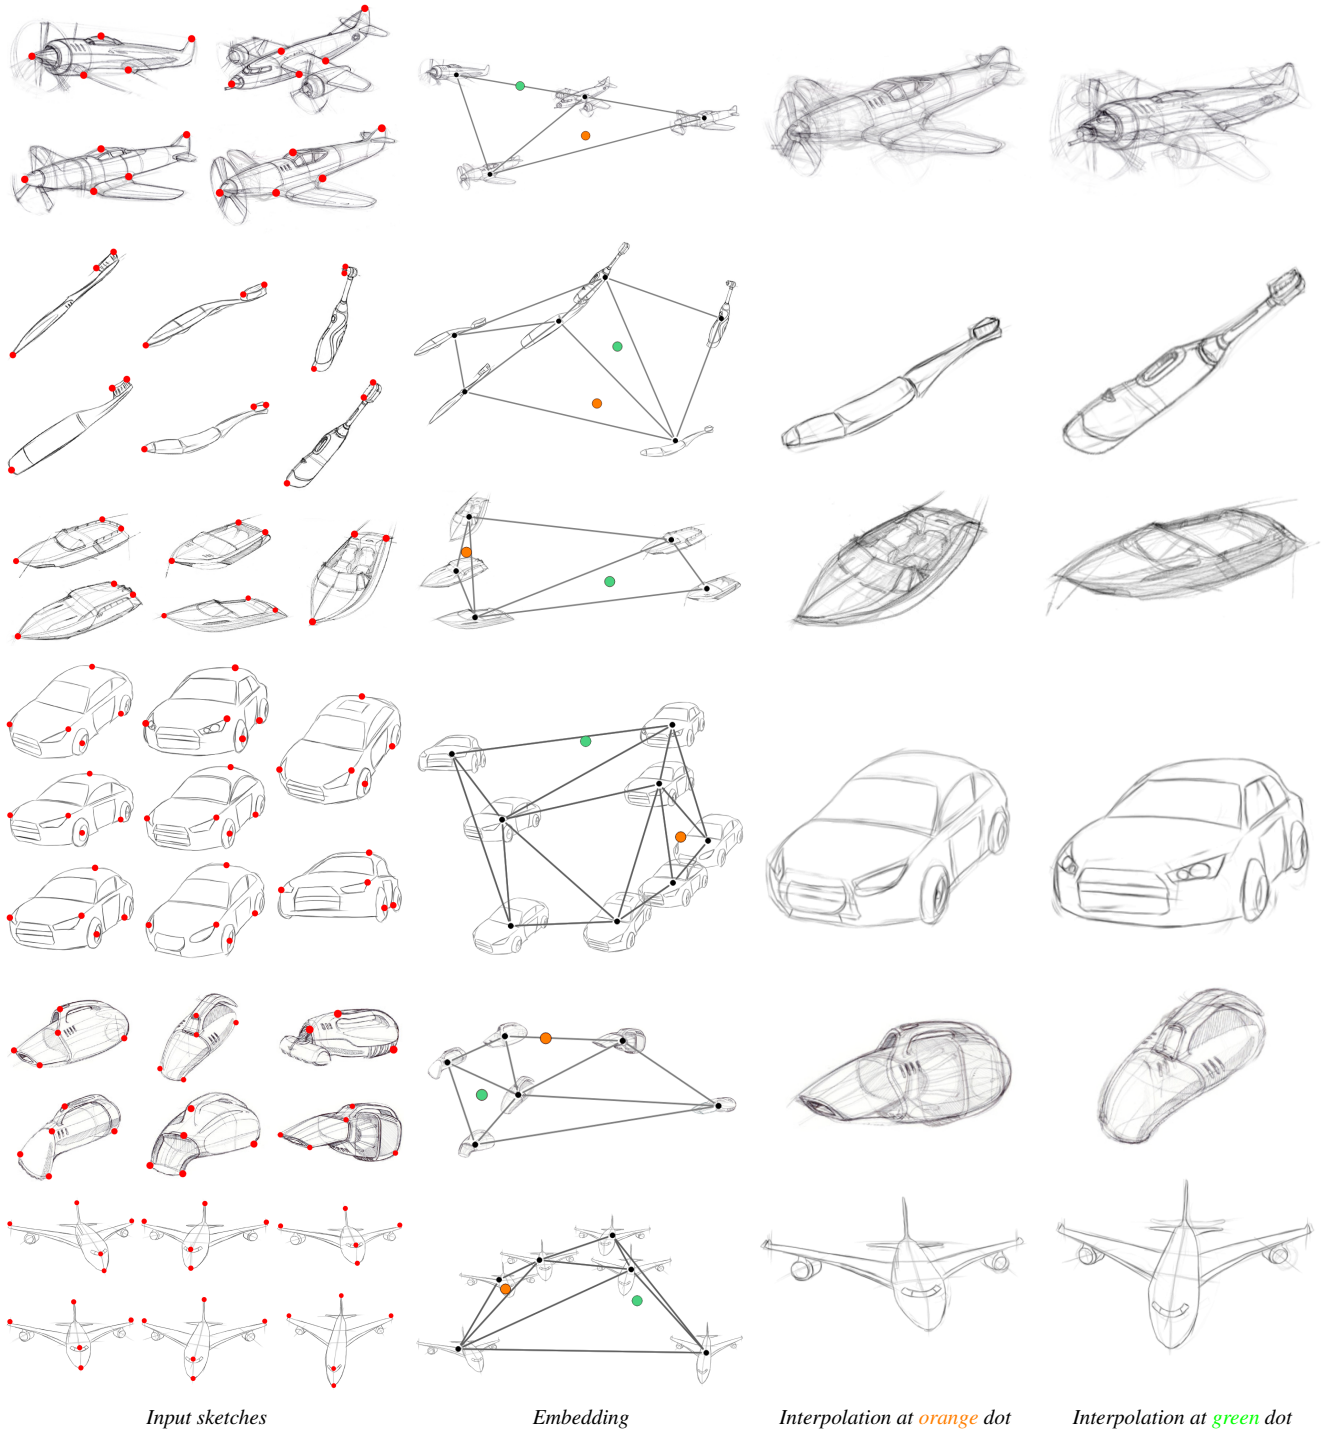 Input sketches
Embedding
Interpolation at orange dot
Interpolation at green dot